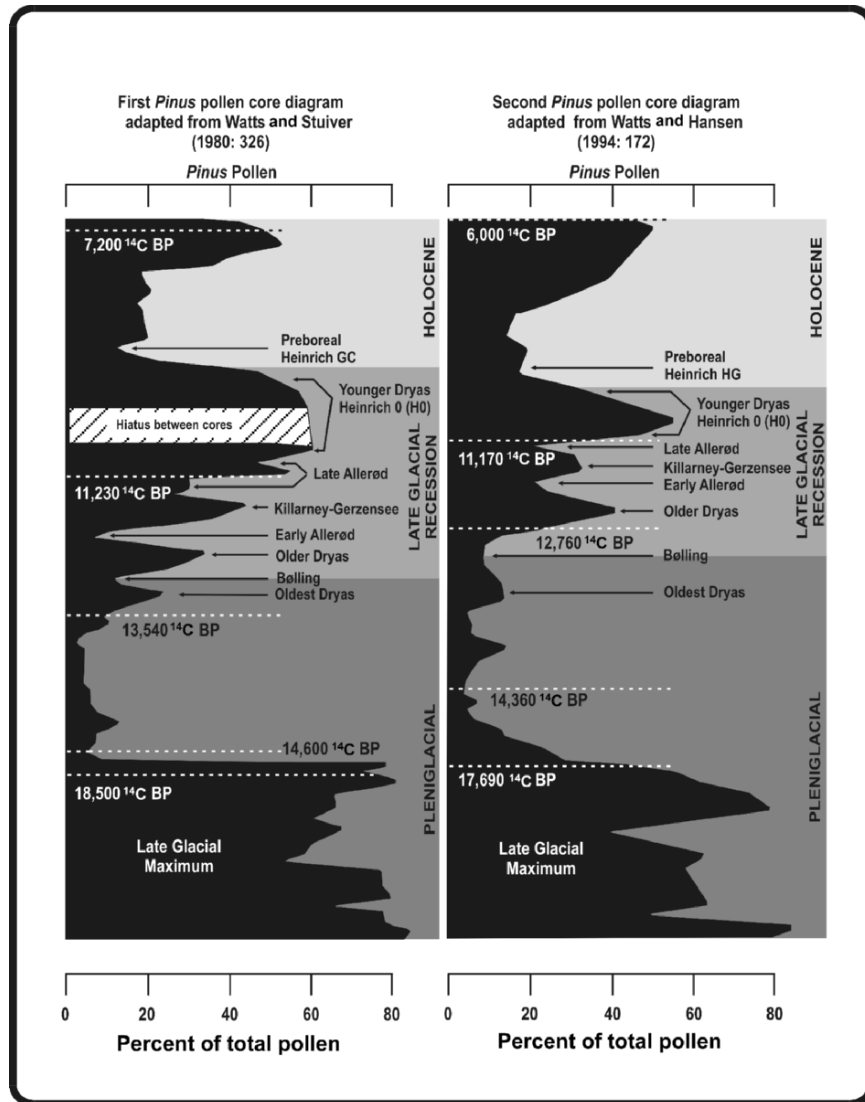 First Pinus pollen core diagram
adapted from Watts and Stuiver
(1980: 326)
Pinus Pollen
7,200 ¹⁴C BP
HOLOCENE
Preboreal
Heinrich GC
Younger Dryas
Heinrich 0 (H0)
Hiatus between cores
Late Allerød
11,230 ¹⁴C BP
Killarney-Gerzensee
LATE GLACIAL
RECESSION
Early Allerød
Older Dryas
Bølling
Oldest Dryas
13,540 ¹⁴C BP
14,600 ¹⁴C BP
18,500 ¹⁴C BP
PLENIGLACIAL
Late Glacial
Maximum
0 20 40 60 80
Percent of total pollen
Second Pinus pollen core diagram
adapted from Watts and Hansen
(1994: 172)
Pinus Pollen
6,000 ¹⁴C BP
HOLOCENE
Preboreal
Heinrich HG
Younger Dryas
Heinrich 0 (H0)
Late Allerød
11,170 ¹⁴C BP
Killarney-Gerzensee
Early Allerød
LATE GLACIAL
RECESSION
Older Dryas
12,760 ¹⁴C BP
Bølling
Oldest Dryas
14,360 ¹⁴C BP
17,690 ¹⁴C BP
PLENIGLACIAL
Late Glacial
Maximum
0 20 40 60 80
Percent of total pollen